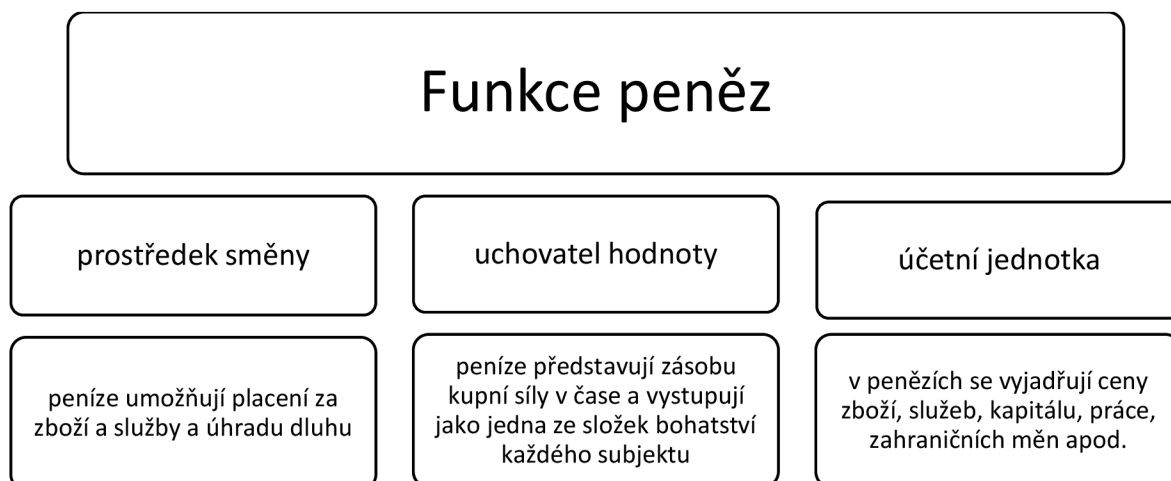 Funkce peněz
prostředek směny
uchovatel hodnoty
účetní jednotka
peníze umožňují placení za
zboží a služby a úhradu dluhu
peníze představují zásobu
kupní síly v čase a vystupují
jako jedna ze složek bohatství
každého subjektu
v penězích se vyjadřují ceny
zboží, služeb, kapitálu, práce,
zahraničních měn apod.